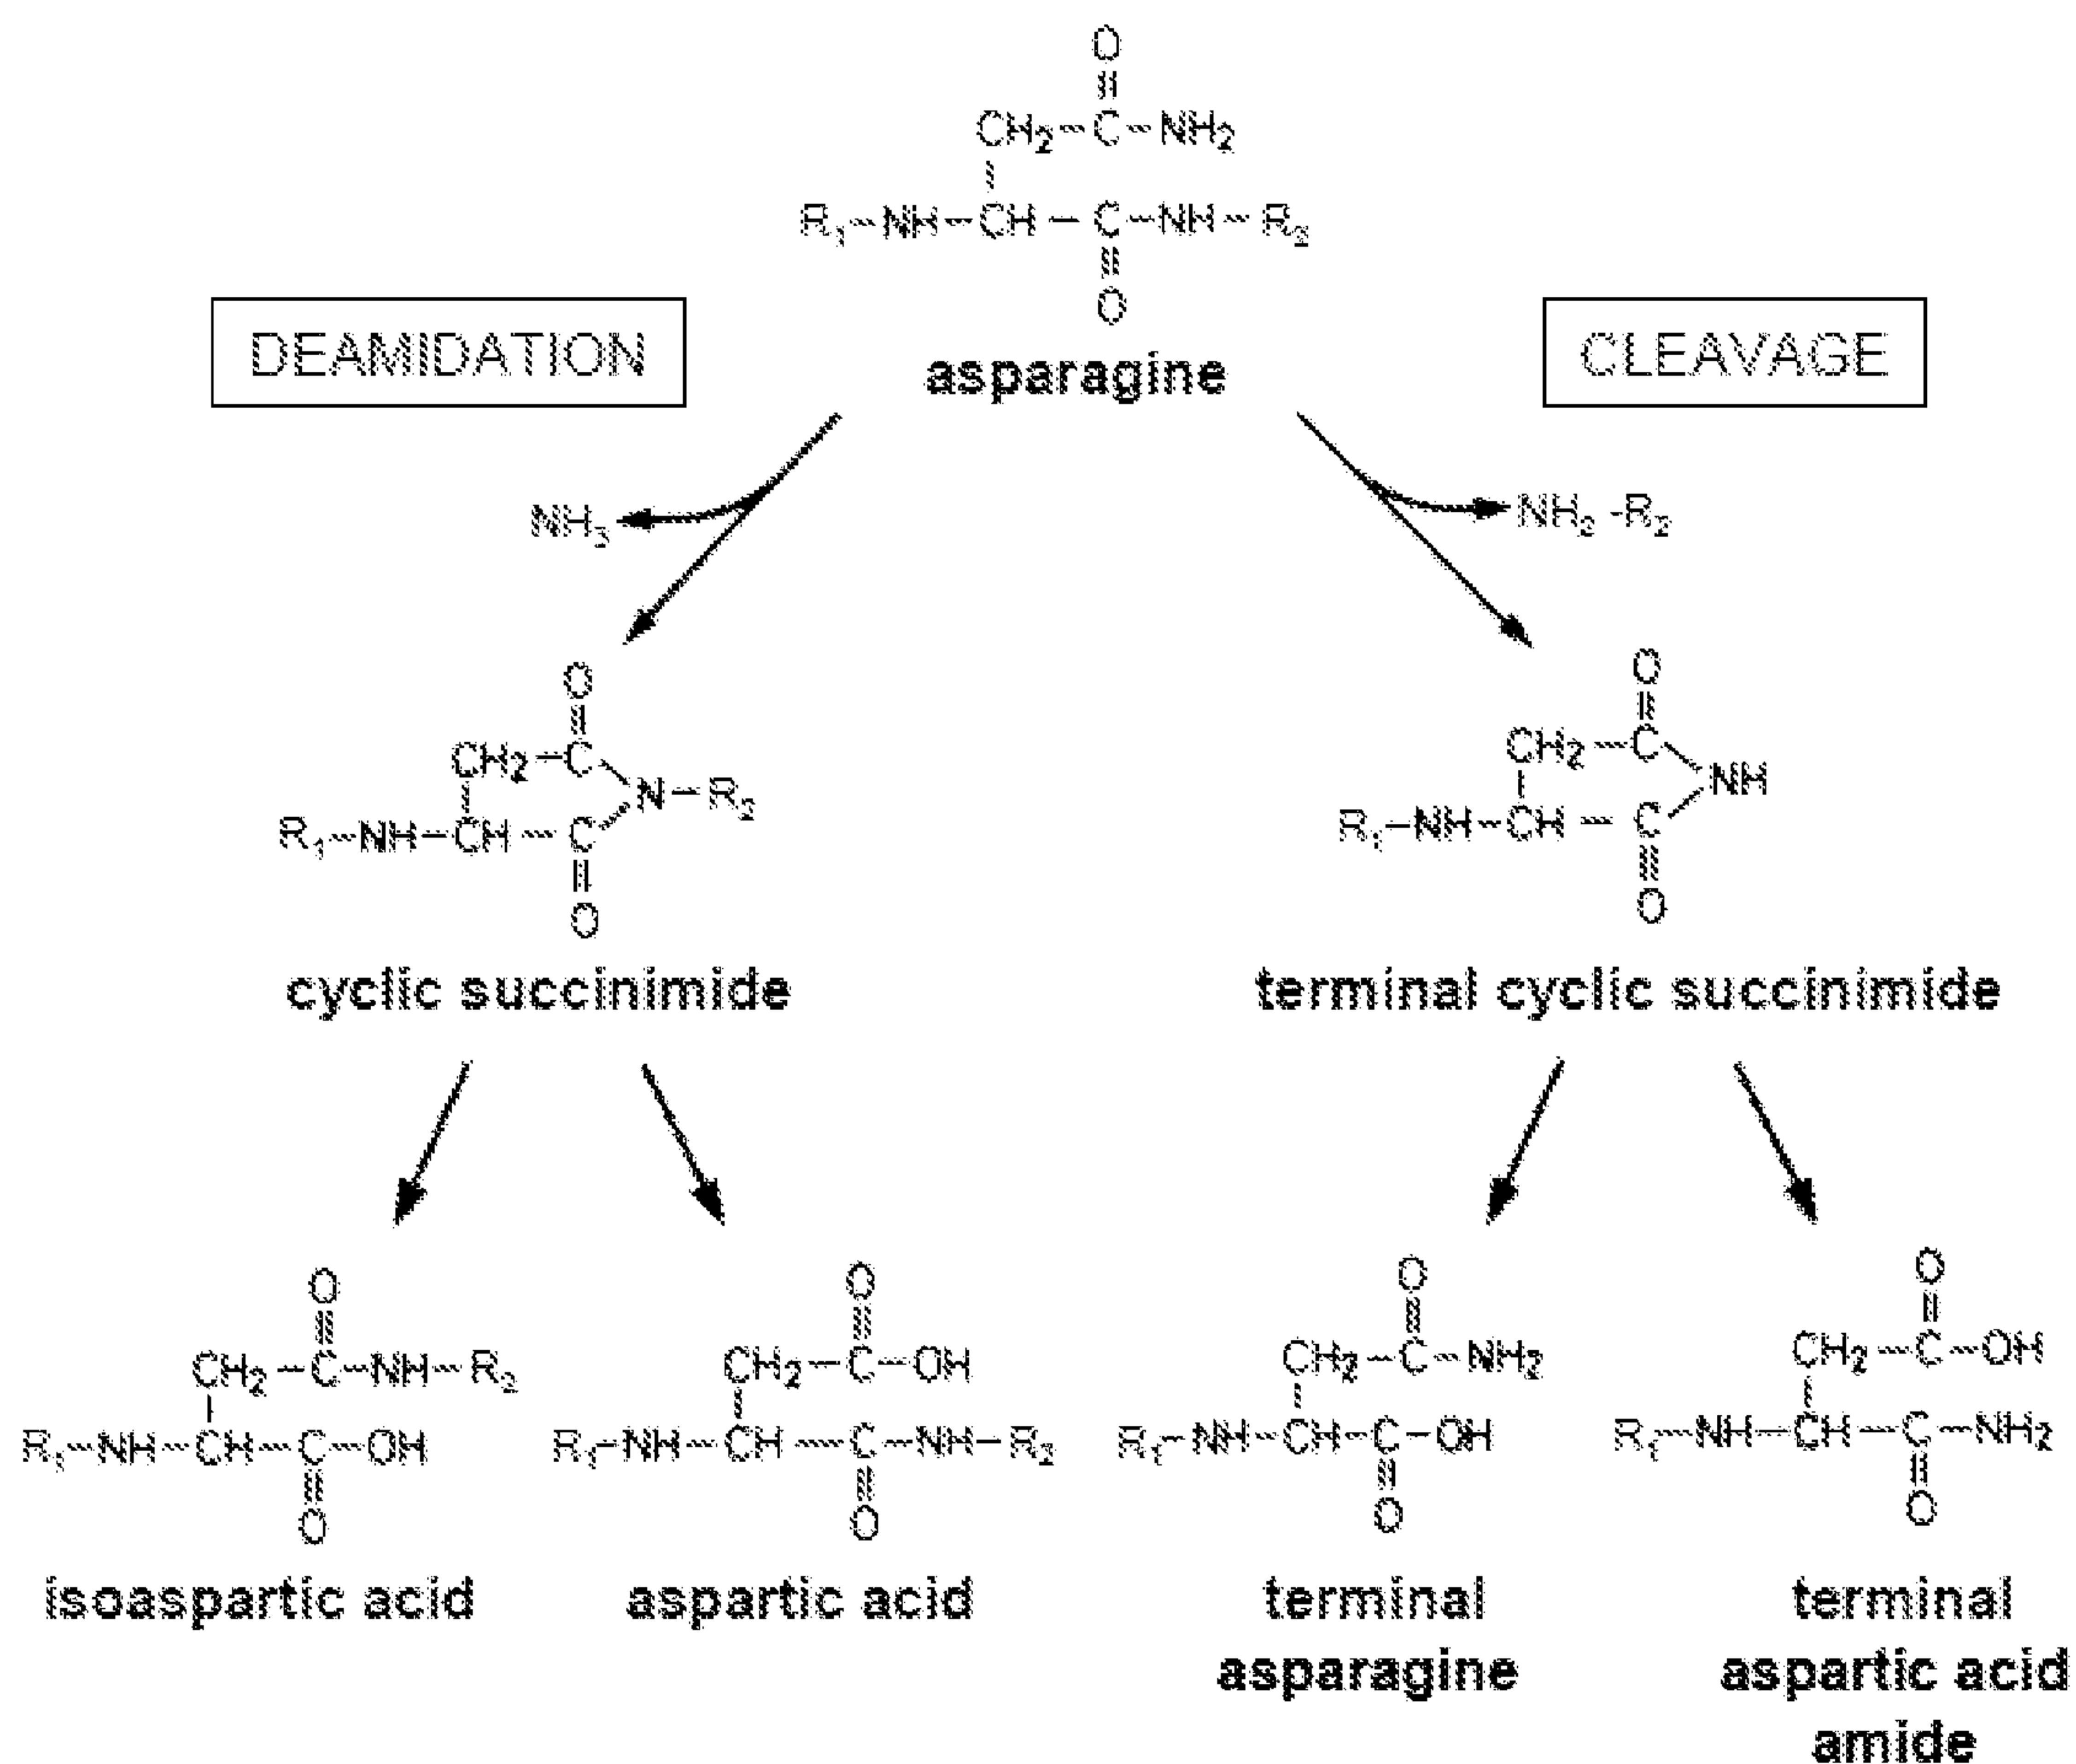 O
CH2-C-NH2
R1-NH-CH-C-NH-R2
O
DEAMIDATION
asparagine
CLEAVAGE
NH3
NH2 -R2
O
CH2-C
N-R2
R1-NH-CH-C
O
cyclic succinimide
O
CH2-C
NH
R1-NH-CH-C
O
terminal cyclic succinimide
O
CH2-C-NH-R2
R1-NH-CH-C-OH
O
isoaspartic acid
O
CH2-C-OH
R1-NH-CH-C-NH-R2
O
aspartic acid
O
CH2-C-NH2
R1-NH-CH-C-OH
O
terminal
asparagine
O
CH2-C-OH
R1-NH-CH-C-NH2
O
terminal
aspartic acid
amide